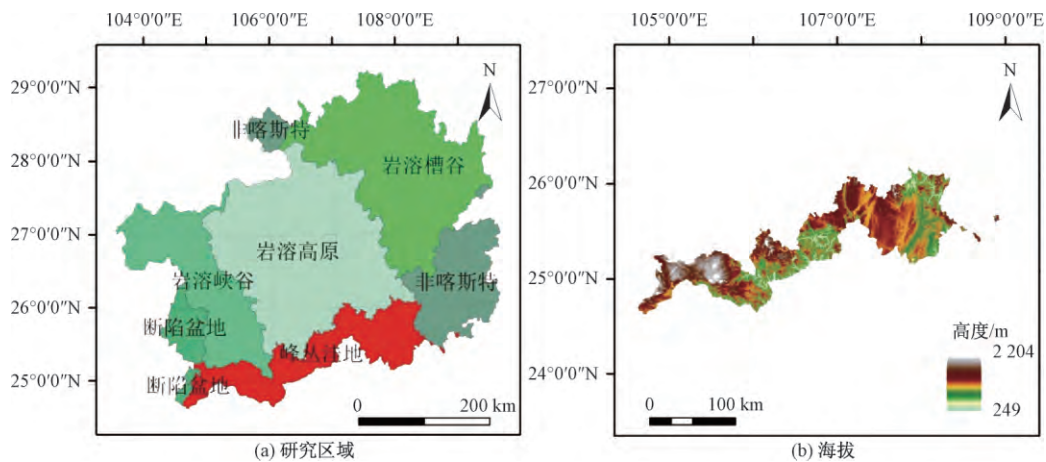 104°0′0″E
106°0′0″E
108°0′0″E
29°0′0″N
28°0′0″N
27°0′0″N
26°0′0″N
25°0′0″N
N
非喀斯特
岩溶槽谷
岩溶高原
岩溶峡谷
非喀斯特
断陷盆地
峰丛洼地
断陷盆地
0
200 km
(a) 研究区域
105°0′0″E
107°0′0″E
109°0′0″E
27°0′0″N
26°0′0″N
25°0′0″N
24°0′0″N
N
高度/m
2 204
249
0
100 km
(b) 海拔